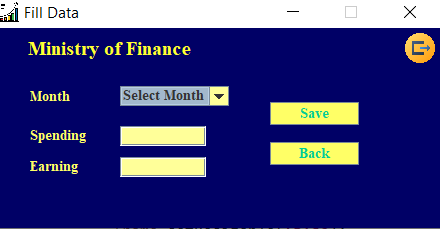 Fill Data
Ministry of Finance
Month
Select Month
Save
Spending
Back
Earning